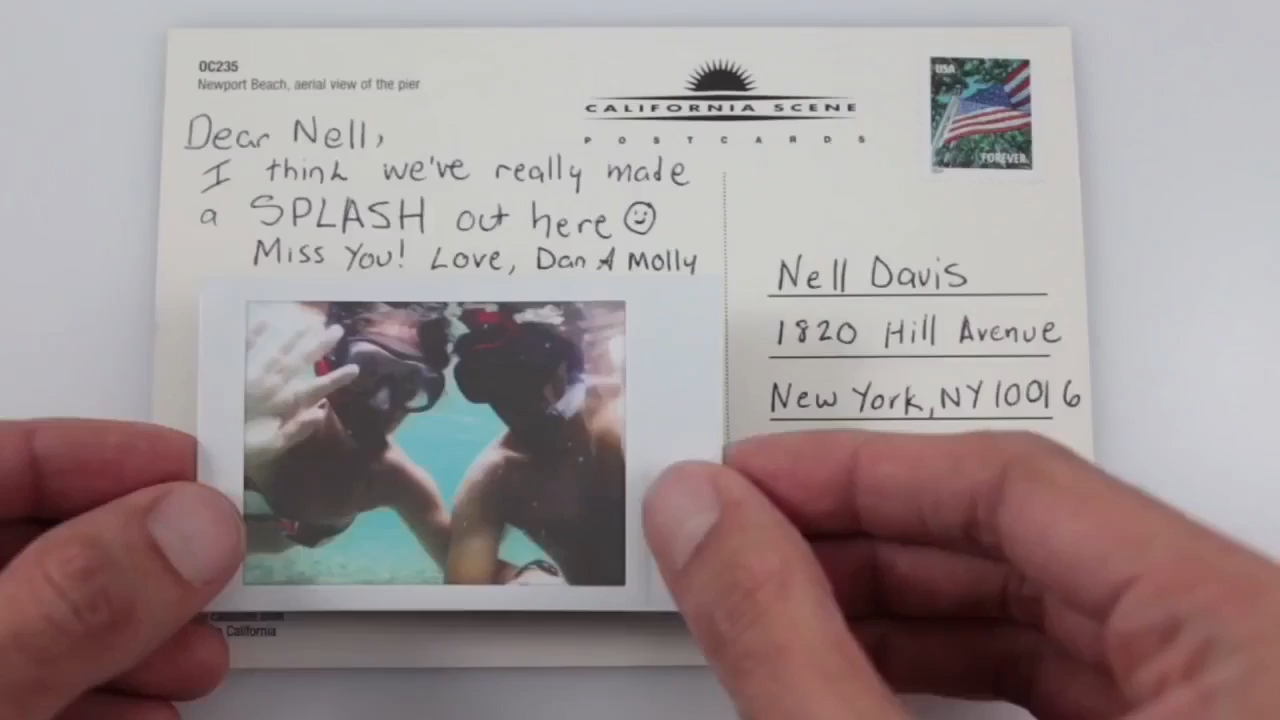 OC235
Newport Beach, aerial view of the pier
CALIFORNIA SCENE
POSTCARDS
USA
FOREVER
Dear Nell,
I think we've really made
a SPLASH out here
Miss You! Love, Dan & Molly
Nell Davis
1820 Hill Avenue
New York, NY 10016
California